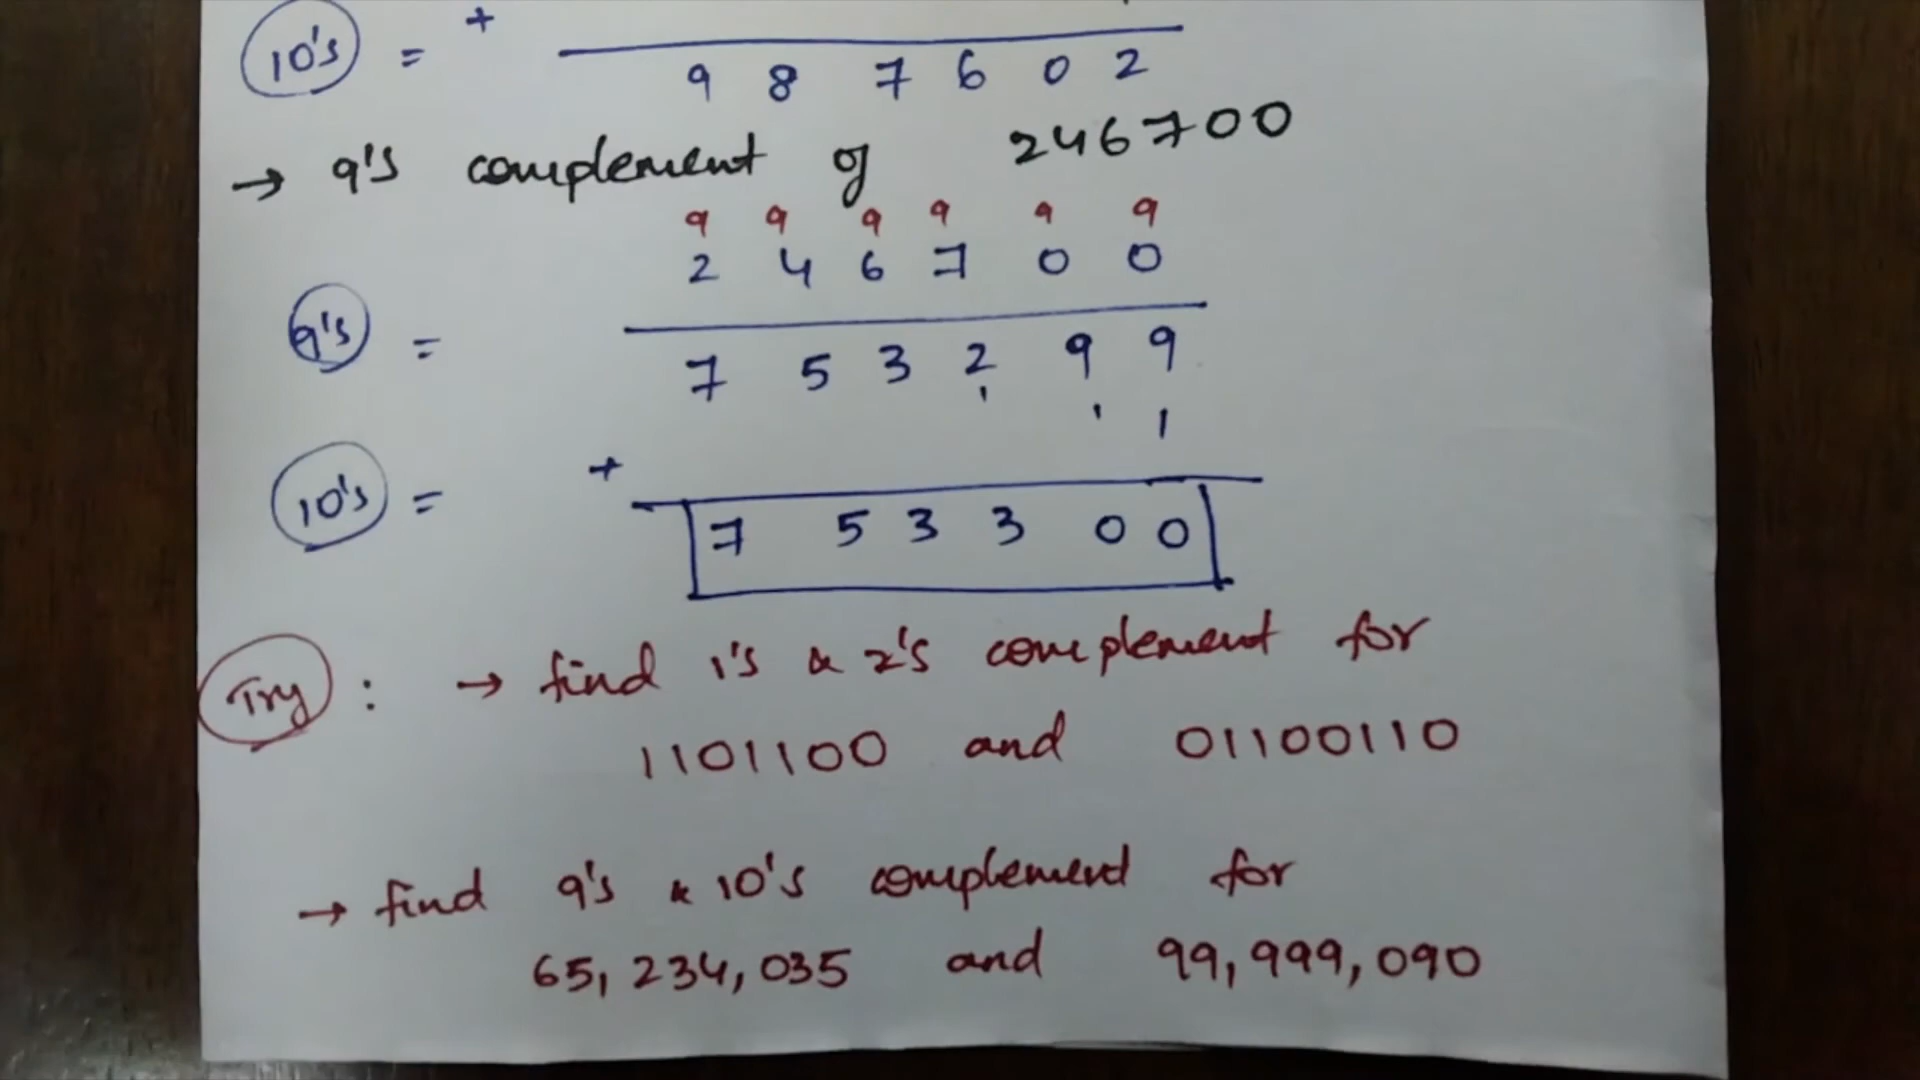 10's = +
9 8 7 6 0 2
→ 9's complement of 246700
9 9 9 9 9 9
2 4 6 7 0 0
9's = 7 5 3 2 9 9
1 1 1
10's = +
7 5 3 3 0 0
Try : → find 1's & 2's complement for
1101100 and 01100110
→ find 9's & 10's complement for
65,234,035 and 99,999,090